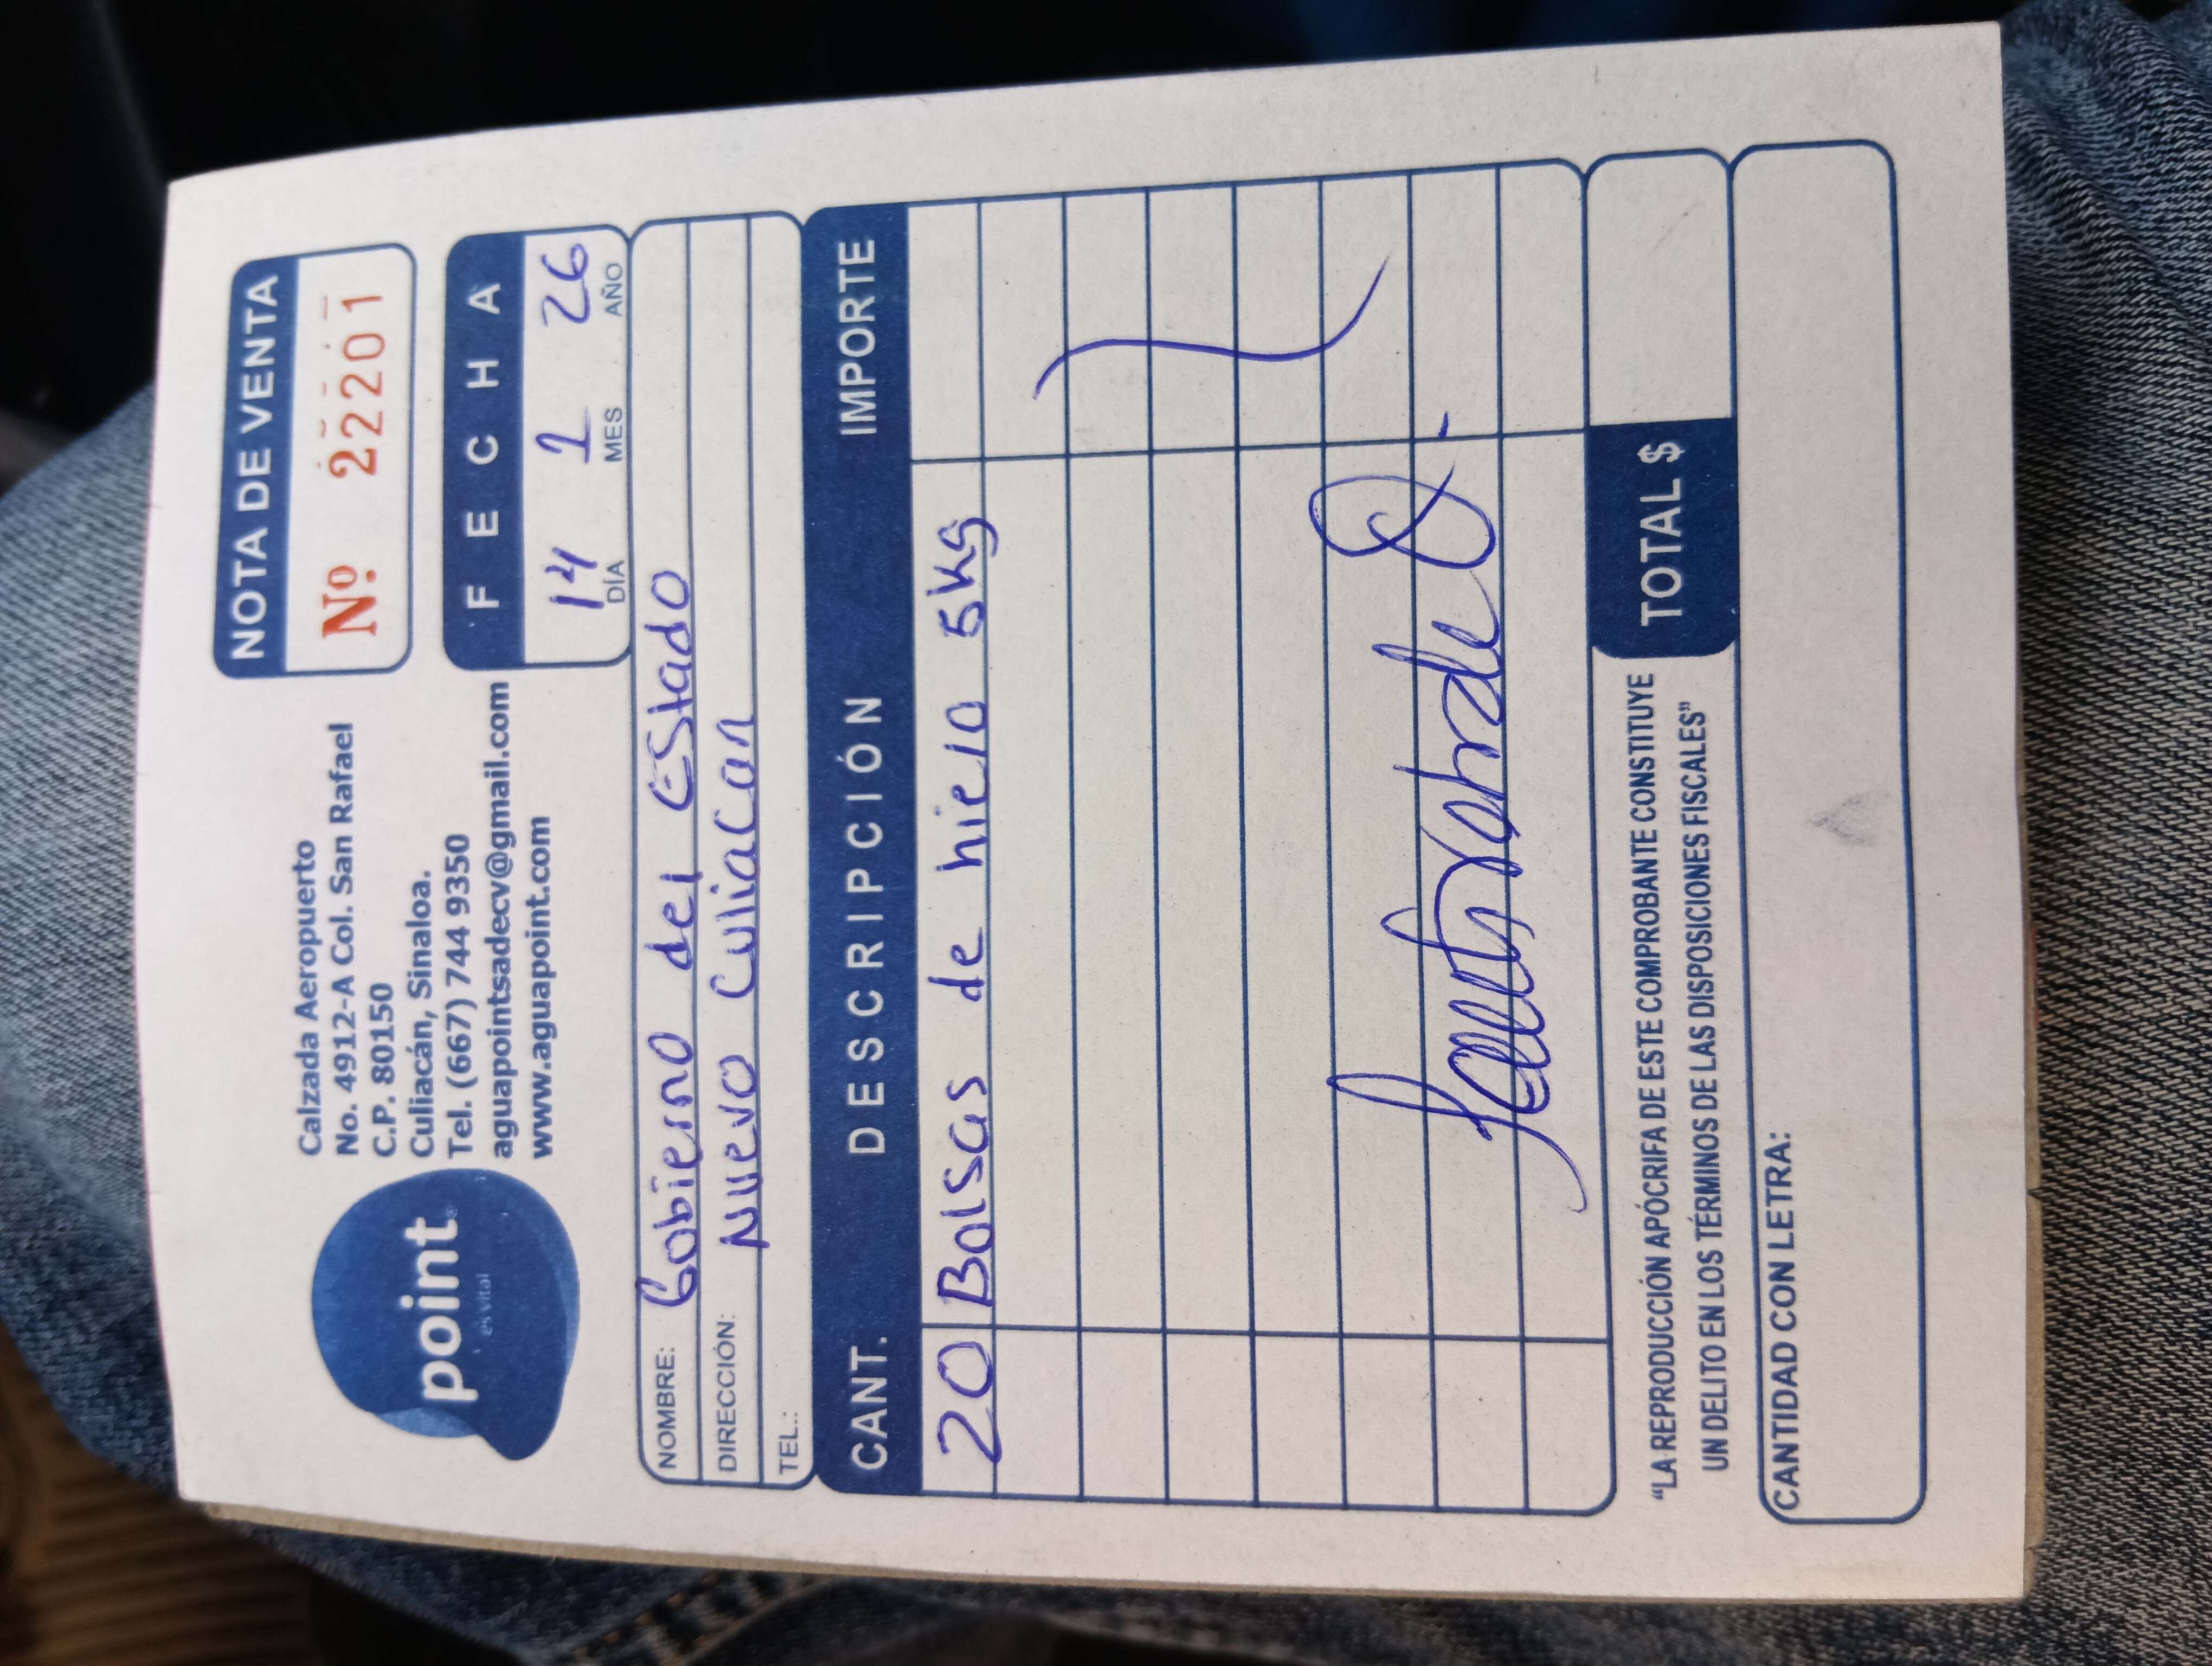 point
es vital
Calzada Aeropuerto
No. 4912-A Col. San Rafael
C.P. 80150
Culiacán, Sinaloa.
Tel. (667) 744 9350
aguapointsadecv@gmail.com
www.aguapoint.com
NOTA DE VENTA
Nº. 22201
FECHA
14 1 26
DÍA MES AÑO
NOMBRE: Gobierno del Estado
DIRECCIÓN: Nuevo Culiacan
TEL.:
CANT. DESCRIPCIÓN IMPORTE
20 Bolsas de hielo 5kg
"LA REPRODUCCIÓN APÓCRIFA DE ESTE COMPROBANTE CONSTITUYE
UN DELITO EN LOS TÉRMINOS DE LAS DISPOSICIONES FISCALES"
TOTAL $
CANTIDAD CON LETRA: